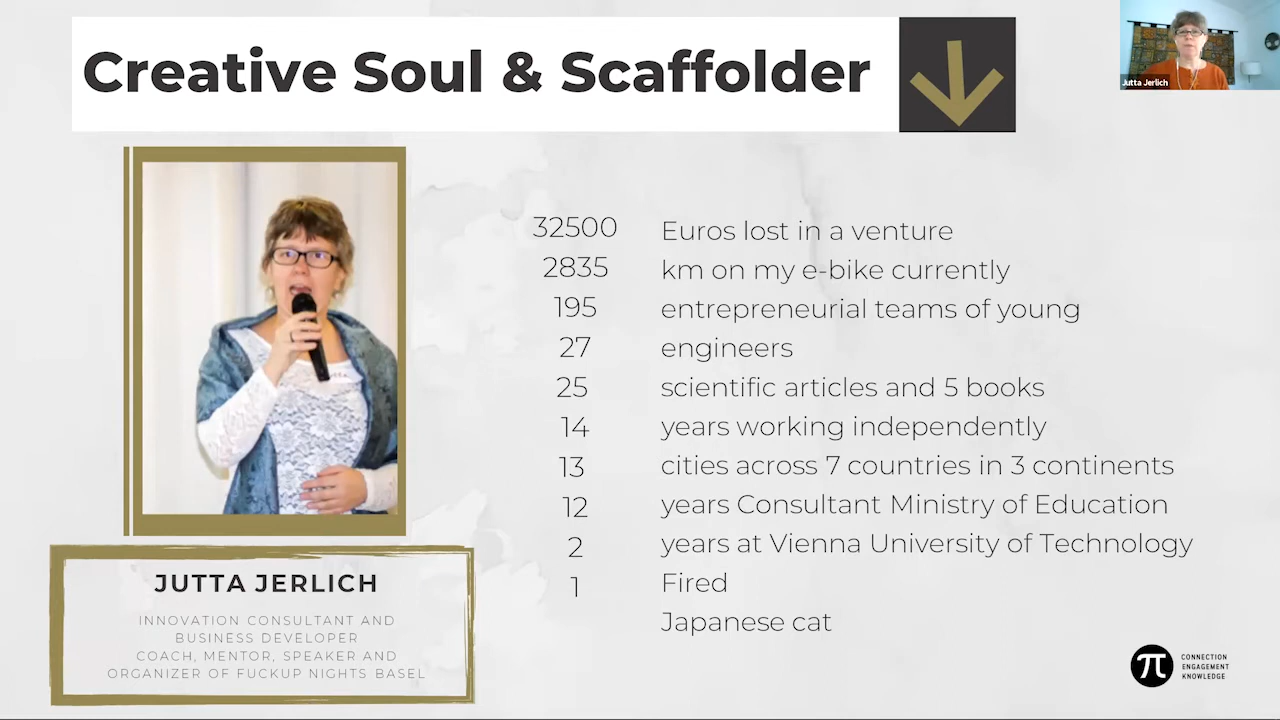 Creative Soul & Scaffolder
Jutta Jerlich
32500
2835
195
27
25
14
13
12
2
1
Euros lost in a venture
km on my e-bike currently
entrepreneurial teams of young
engineers
scientific articles and 5 books
years working independently
cities across 7 countries in 3 continents
years Consultant Ministry of Education
years at Vienna University of Technology
Fired
Japanese cat
JUTTA JERLICH
INNOVATION CONSULTANT AND
BUSINESS DEVELOPER
COACH, MENTOR, SPEAKER AND
ORGANIZER OF FUCKUP NIGHTS BASEL
π
CONNECTION
ENGAGEMENT
KNOWLEDGE